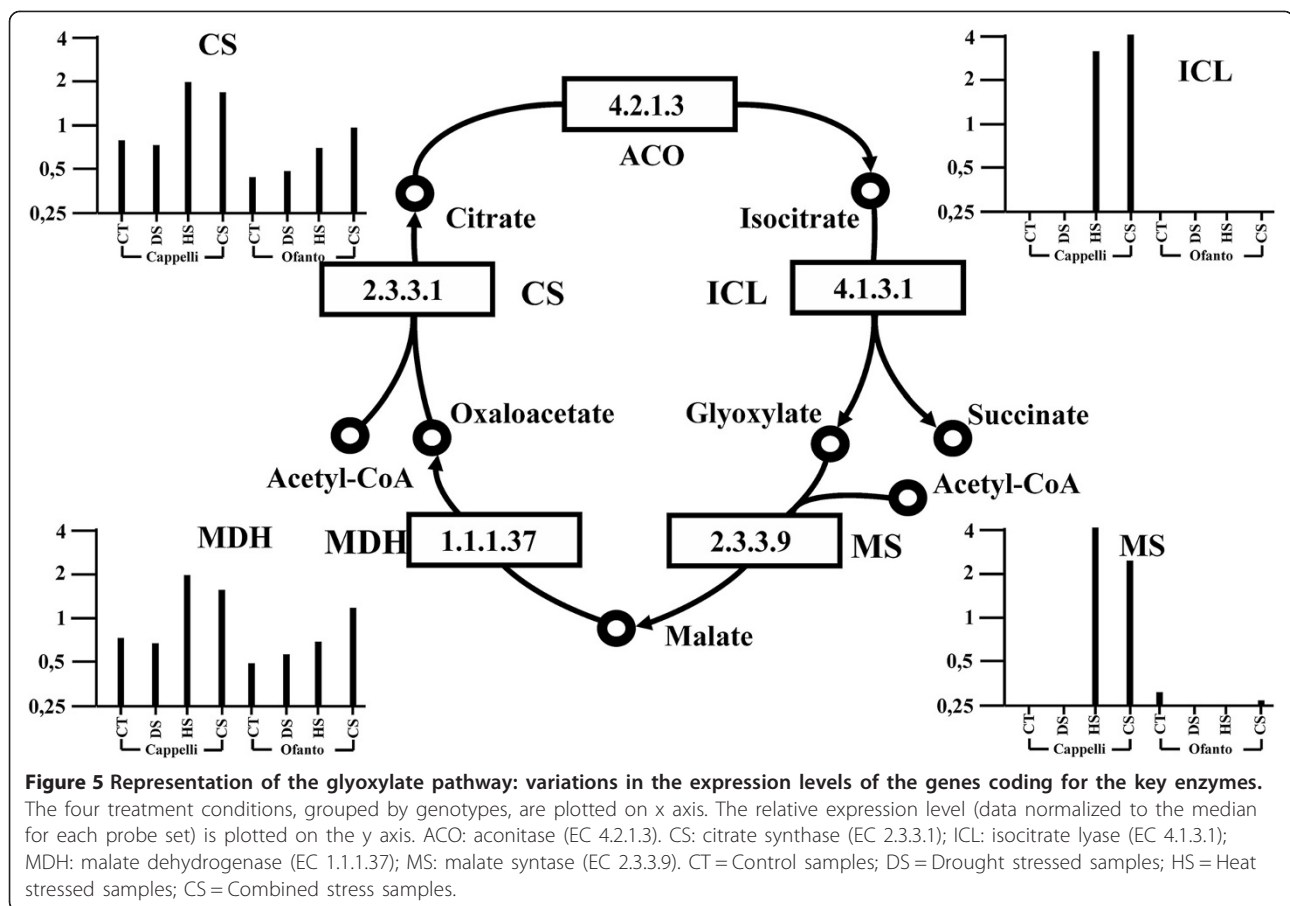 CS
4
2
1
0,5
0,25
CT
DS
HS
CS
CT
DS
HS
CS
Cappelli
Ofanto
4.2.1.3
ACO
ICL
4
2
1
0,5
0,25
CT
DS
HS
CS
CT
DS
HS
CS
Cappelli
Ofanto
Citrate
Isocitrate
2.3.3.1
CS
ICL
4.1.3.1
Oxaloacetate
Glyoxylate
Succinate
Acetyl-CoA
Acetyl-CoA
MDH
4
2
1
0,5
0,25
CT
DS
HS
CS
CT
DS
HS
CS
Cappelli
Ofanto
MDH
1.1.1.37
2.3.3.9
MS
Malate
MS
4
2
1
0,5
0,25
CT
DS
HS
CS
CT
DS
HS
CS
Cappelli
Ofanto
Figure 5 Representation of the glyoxylate pathway: variations in the expression levels of the genes coding for the key enzymes.
The four treatment conditions, grouped by genotypes, are plotted on x axis. The relative expression level (data normalized to the median
for each probe set) is plotted on the y axis. ACO: aconitase (EC 4.2.1.3). CS: citrate synthase (EC 2.3.3.1); ICL: isocitrate lyase (EC 4.1.3.1);
MDH: malate dehydrogenase (EC 1.1.1.37); MS: malate syntase (EC 2.3.3.9). CT = Control samples; DS = Drought stressed samples; HS = Heat
stressed samples; CS = Combined stress samples.